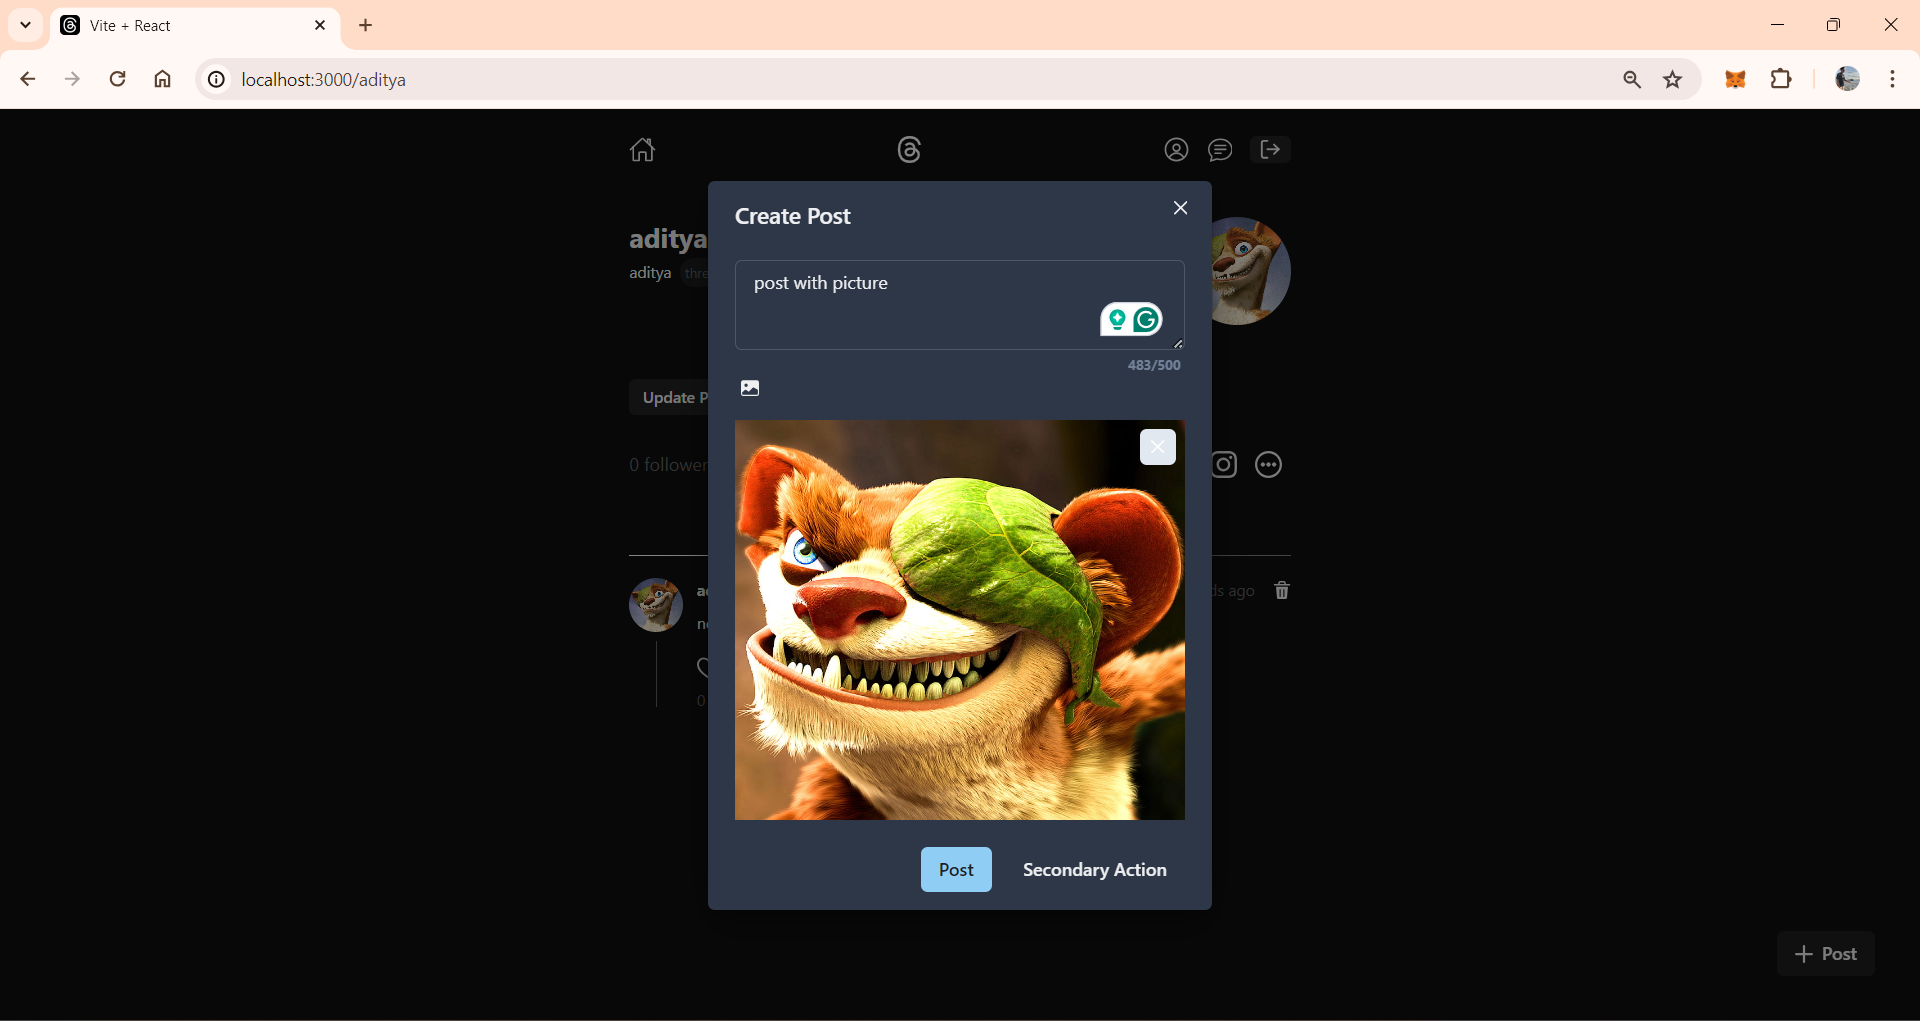 Vite + React
localhost:3000/aditya
Create Post
aditya
aditya
thre
post with picture
483/500
Update P
0 follower
ds ago
Post
Secondary Action
Post